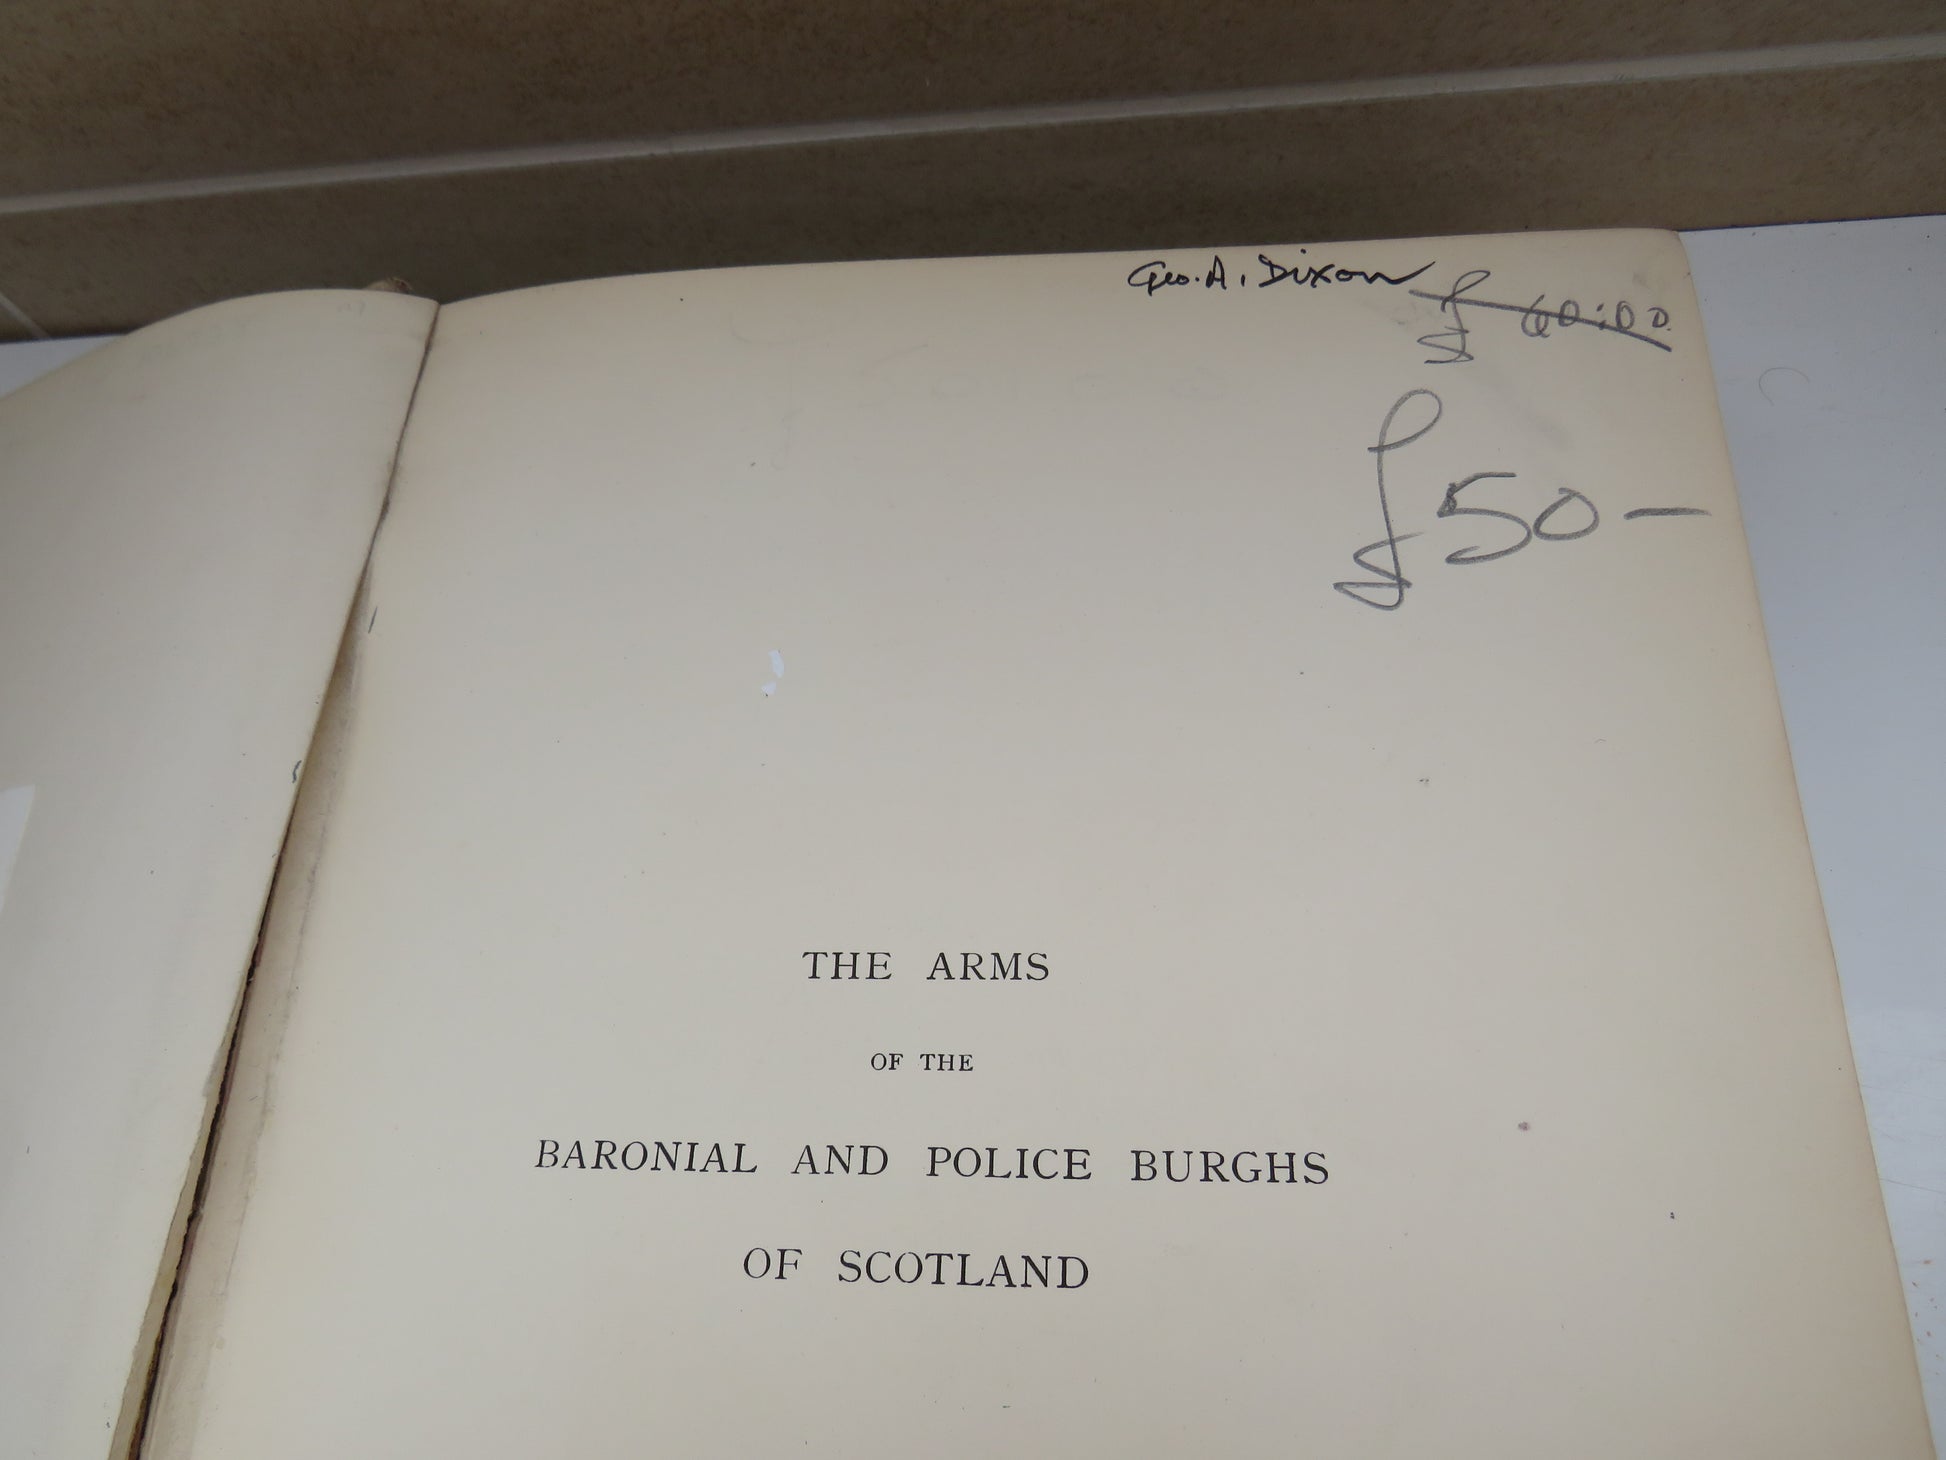 Geo. A. Dixon
£ 60:00
£50-
THE ARMS
OF THE
BARONIAL AND POLICE BURGHS
OF SCOTLAND